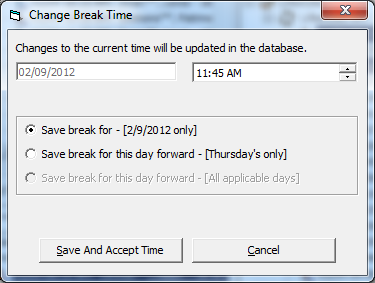 Change Break Time
Changes to the current time will be updated in the database.
02/09/2012
11:45 AM
Save break for - [2/9/2012 only]
Save break for this day forward - [Thursday's only]
Save break for this day forward - [All applicable days]
Save And Accept Time
Cancel